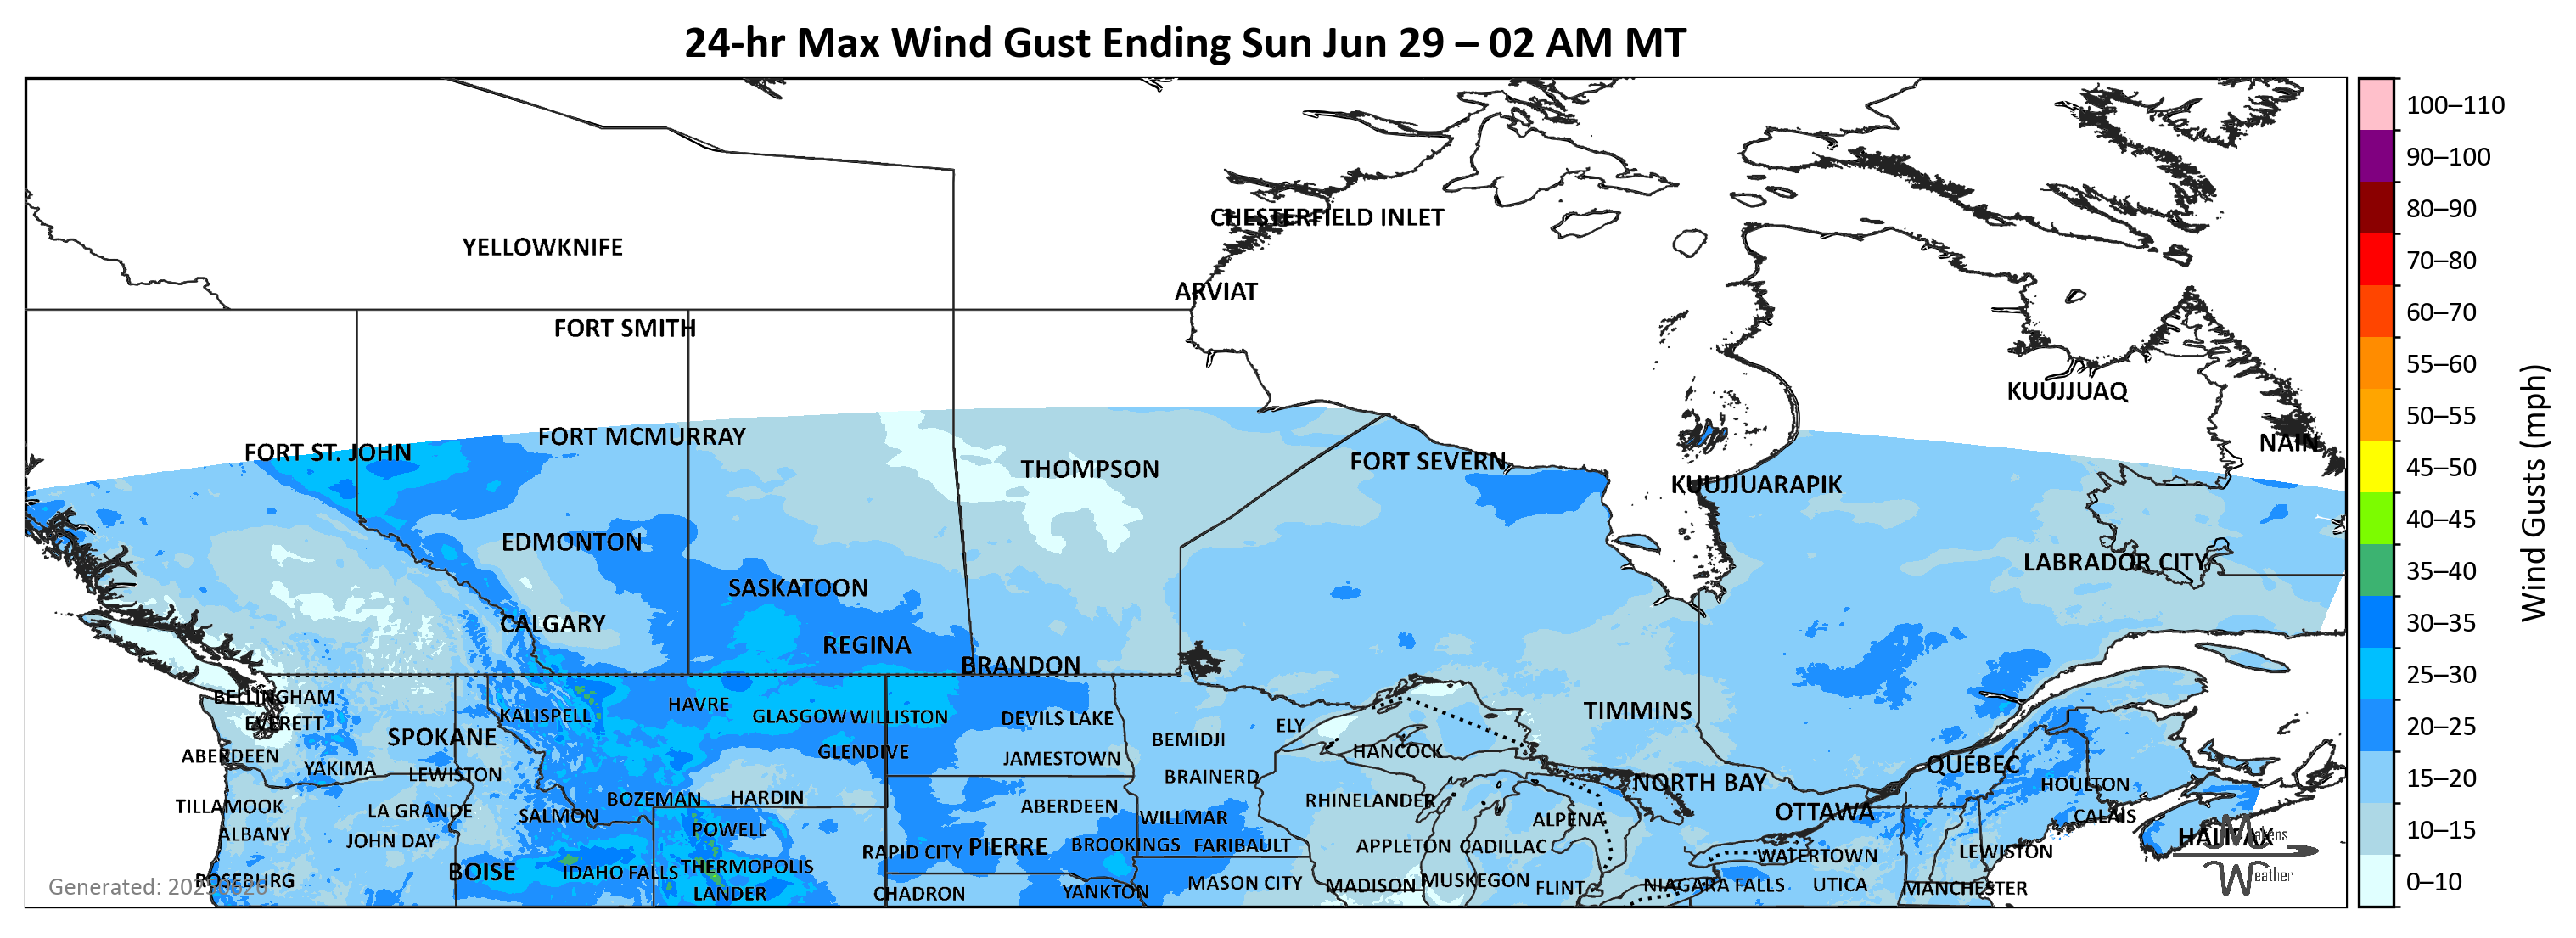 24-hr Max Wind Gust Ending Sun Jun 29 – 02 AM MT
100–110
90–100
80–90
70–80
60–70
55–60
50–55
45–50
40–45
35–40
30–35
25–30
20–25
15–20
10–15
0–10
Wind Gusts (mph)
CHESTERFIELD INLET
YELLOWKNIFE
ARVIAT
FORT SMITH
KUUJJUAQ
FORT MCMURRAY
NAIN
FORT ST. JOHN
FORT SEVERN
THOMPSON
KUUJJUARAPIK
EDMONTON
LABRADOR CITY
SASKATOON
CALGARY
REGINA
BRANDON
BELLINGHAM
HAVRE
TIMMINS
KALISPELL
GLASGOW
WILLISTON
DEVILS LAKE
EVERETT
ELY
SPOKANE
BEMIDJI
GLENDIVE
HANCOCK
ABERDEEN
JAMESTOWN
QUEBEC
YAKIMA
LEWISTON
BRAINERD
NORTH BAY
HOULTON
BOZEMAN
HARDIN
RHINELANDER
TILLAMOOK
LA GRANDE
SALMON
ABERDEEN
WILLMAR
ALPENA
OTTAWA
CALAIS
ALBANY
JOHN DAY
POWELL
HALIFAX
Makens
RAPID CITY
PIERRE
BROOKINGS
FARIBAULT
APPLETON
CADILLAC
WATERTOWN
LEWISTON
BOISE
IDAHO FALLS
THERMOPOLIS
Weather
ROSEBURG
LANDER
CHADRON
YANKTON
MASON CITY
MADISON
MUSKEGON
FLINT
NIAGARA FALLS
UTICA
MANCHESTER
Generated: